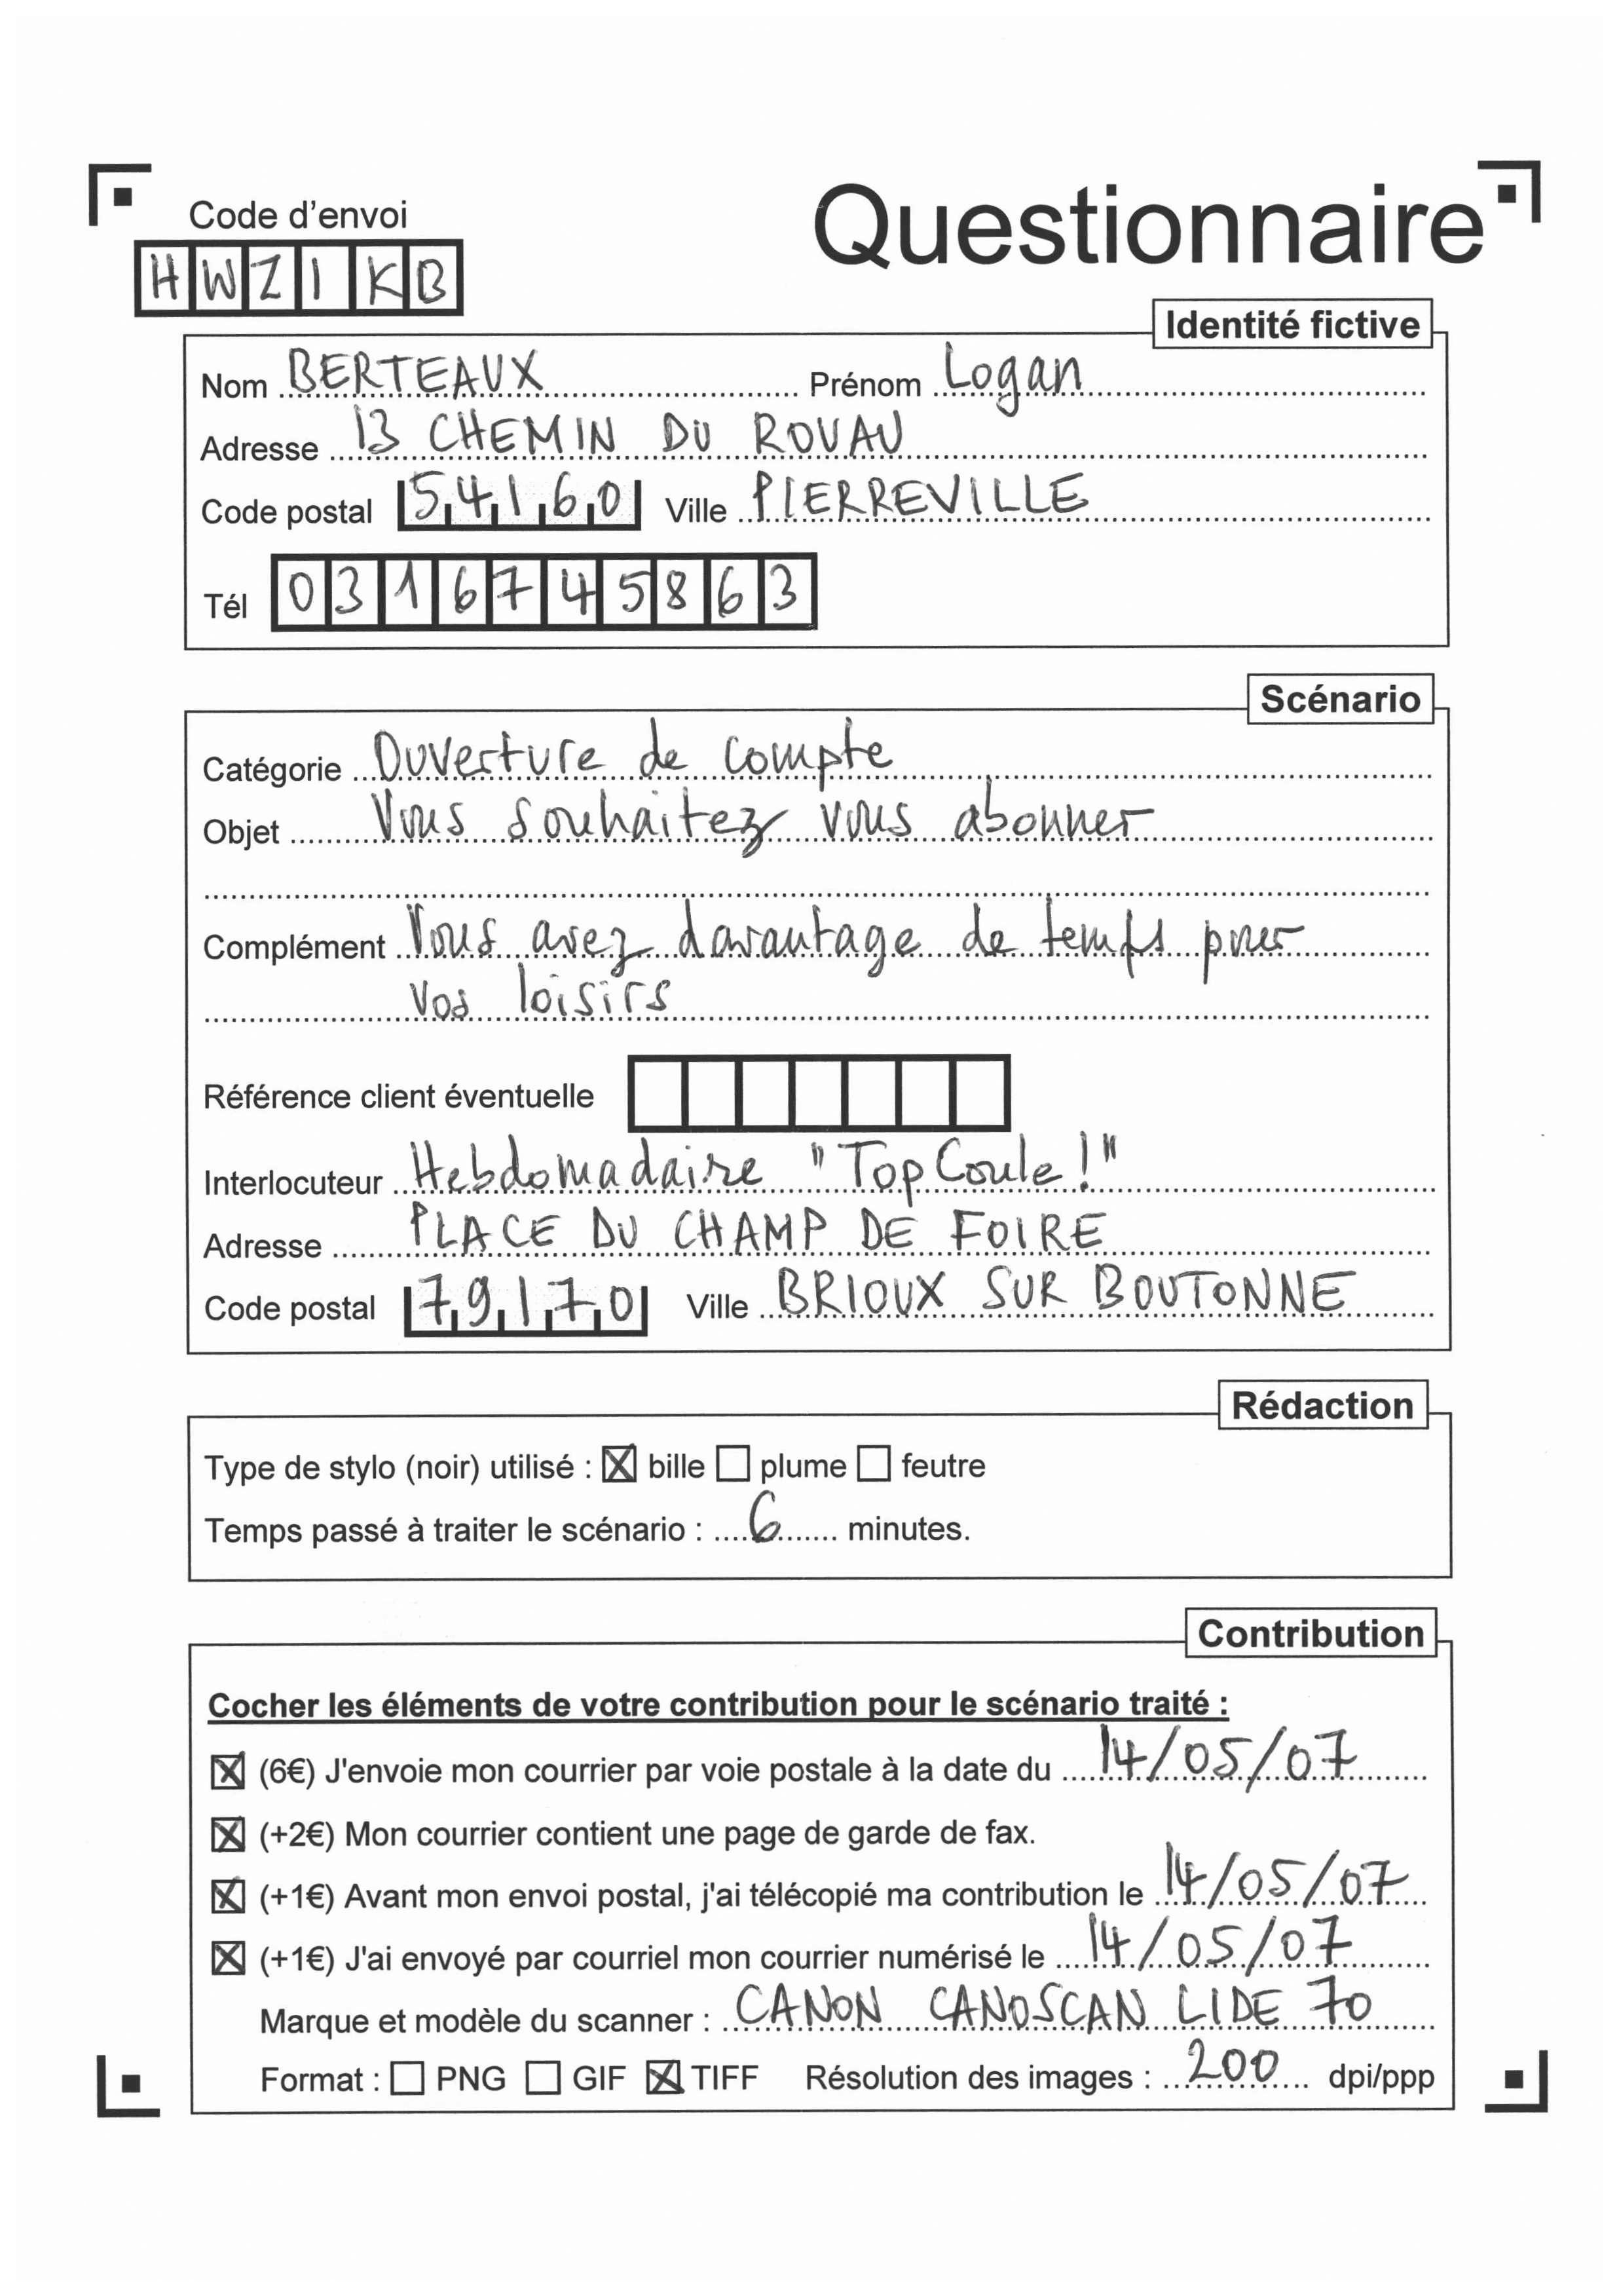 Code d'envoi
Questionnaire
HWZIKB
Identité fictive
Nom BERTEAUX Prénom Logan
Adresse 13 CHEMIN DU ROUAU
Code postal 54160 Ville PIERREVILLE
Tél 0316745863
Scénario
Catégorie Ouverture de compte
Objet Vous souhaitez vous abonner
Complément Vous avez davantage de temps pour
vos loisirs
Référence client éventuelle
Interlocuteur Hebdomadaire "TopCoule!"
Adresse PLACE DU CHAMP DE FOIRE
Code postal 79170 Ville BRIOUX SUR BOUTONNE
Rédaction
Type de stylo (noir) utilisé : ☒ bille ☐ plume ☐ feutre
Temps passé à traiter le scénario : 6 minutes.
Contribution
Cocher les éléments de votre contribution pour le scénario traité :
☒ (6€) J'envoie mon courrier par voie postale à la date du 14/05/07
☒ (+2€) Mon courrier contient une page de garde de fax.
☒ (+1€) Avant mon envoi postal, j'ai télécopié ma contribution le 14/05/07
☒ (+1€) J'ai envoyé par courriel mon courrier numérisé le 14/05/07
Marque et modèle du scanner : CANON CANOSCAN LIDE 70
Format : ☐ PNG ☐ GIF ☒ TIFF Résolution des images : 200 dpi/ppp